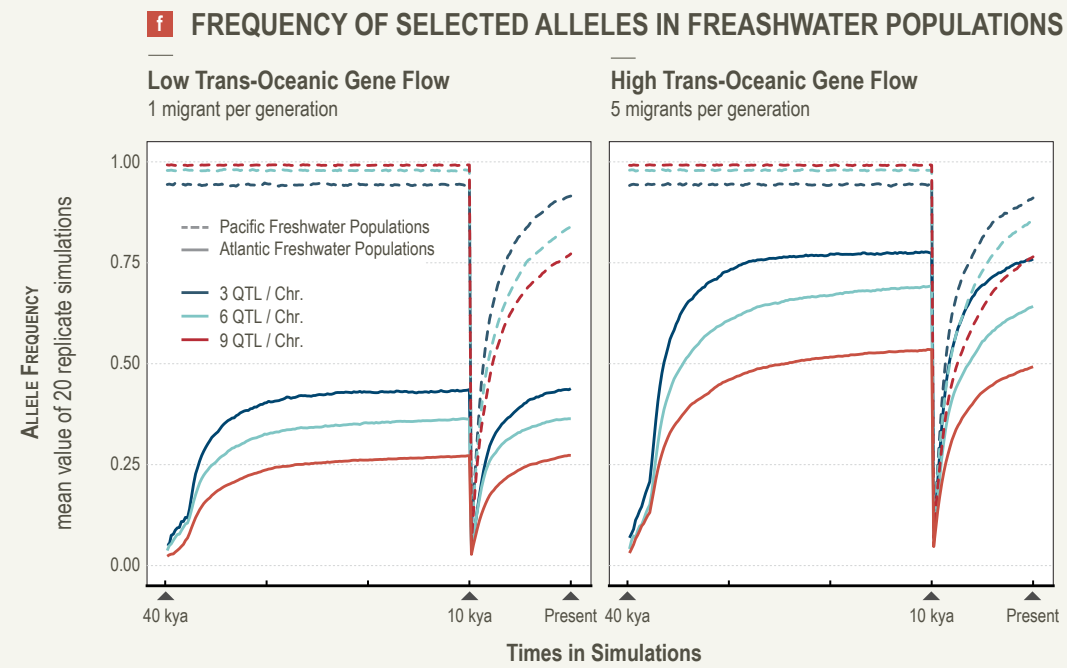 f FREQUENCY OF SELECTED ALLELES IN FREASHWATER POPULATIONS
Low Trans-Oceanic Gene Flow
1 migrant per generation
High Trans-Oceanic Gene Flow
5 migrants per generation
ALLELE FREQUENCY
mean value of 20 replicate simulations
1.00
0.75
0.50
0.25
0.00
Pacific Freshwater Populations
Atlantic Freshwater Populations
3 QTL / Chr.
6 QTL / Chr.
9 QTL / Chr.
40 kya 10 kya Present 40 kya 10 kya Present
Times in Simulations